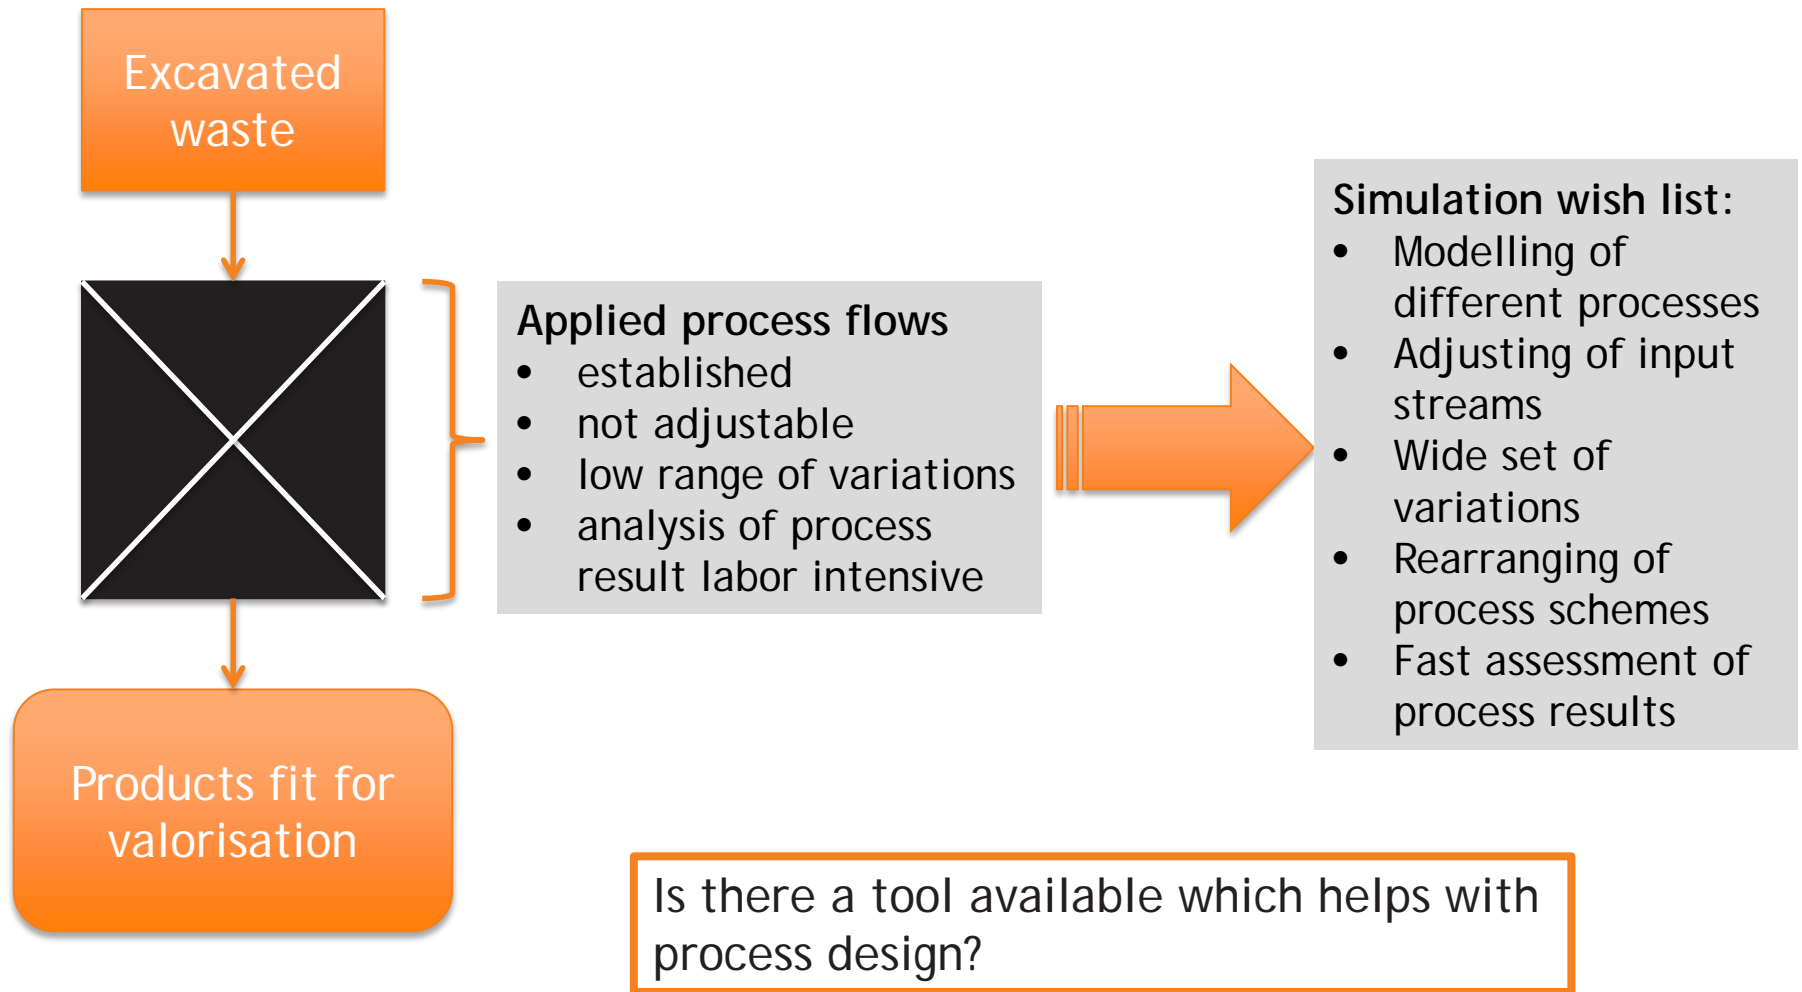 Excavated
waste
Applied process flows
• established
• not adjustable
• low range of variations
• analysis of process
result labor intensive
Simulation wish list:
• Modelling of
different processes
• Adjusting of input
streams
• Wide set of
variations
• Rearranging of
process schemes
• Fast assessment of
process results
Products fit for
valorisation
Is there a tool available which helps with
process design?